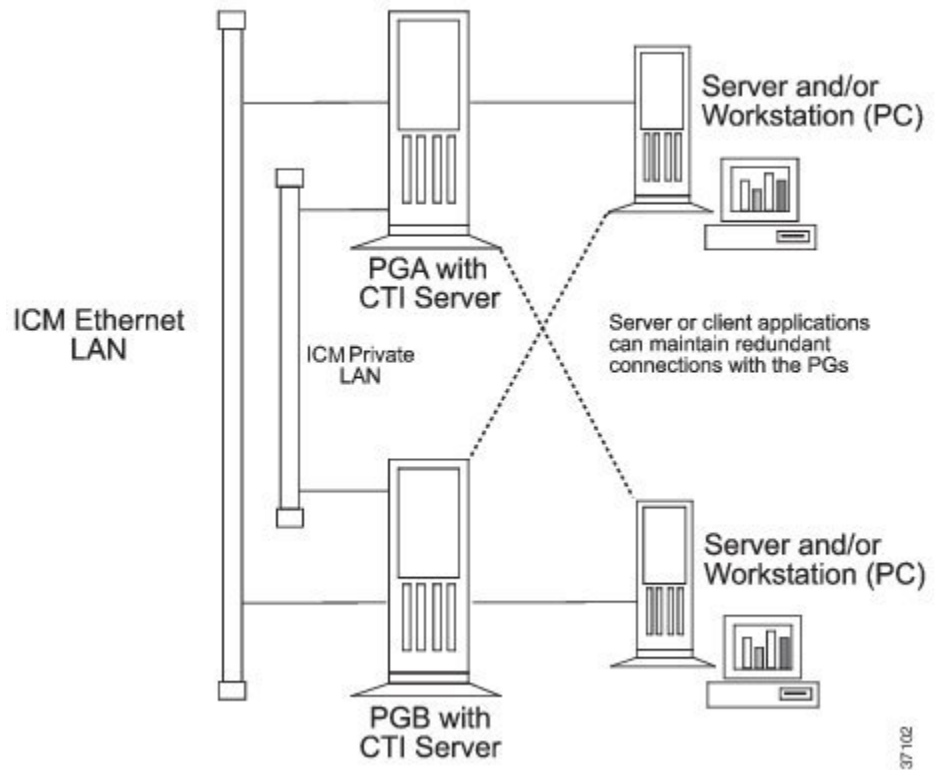 Server and/or
Workstation (PC)
PGA with
CTI Server
ICM Ethernet
LAN
ICM Private
LAN
Server or client applications
can maintain redundant
connections with the PGs
Server and/or
Workstation (PC)
PGB with
CTI Server
37102